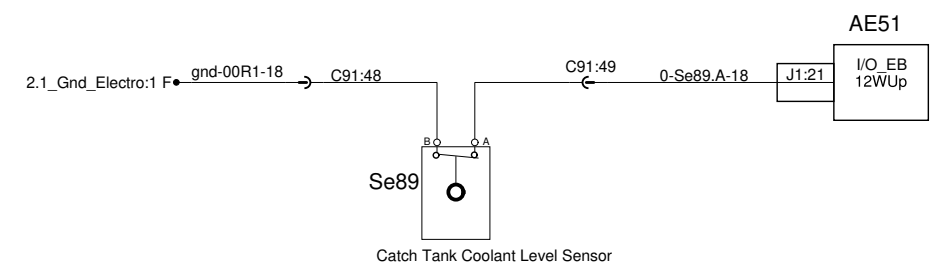 AE51
2.1_Gnd_Electro:1 F
gnd-00R1-18
C91:48
C91:49
0-Se89.A-18
J1:21
I/O_EB
12WUp
B
A
Se89
Catch Tank Coolant Level Sensor